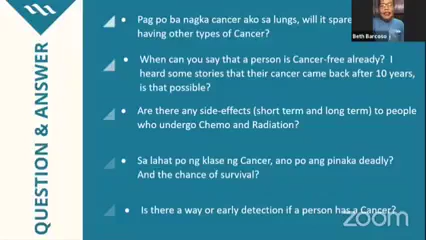 Pag po ba nagka cancer ako sa lungs, will it spare
having other types of Cancer?
When can you say that a person is Cancer-free already? I
heard some stories that their cancer came back after 10 years,
is that possible?
Are there any side-effects (short term and long term) to people
who undergo Chemo and Radiation?
Sa lahat po ng klase ng Cancer, ano po ang pinaka deadly?
And the chance of survival?
Is there a way or early detection if a person has a Cancer?
QUESTION & ANSWER
Beth Barcoso
zoom